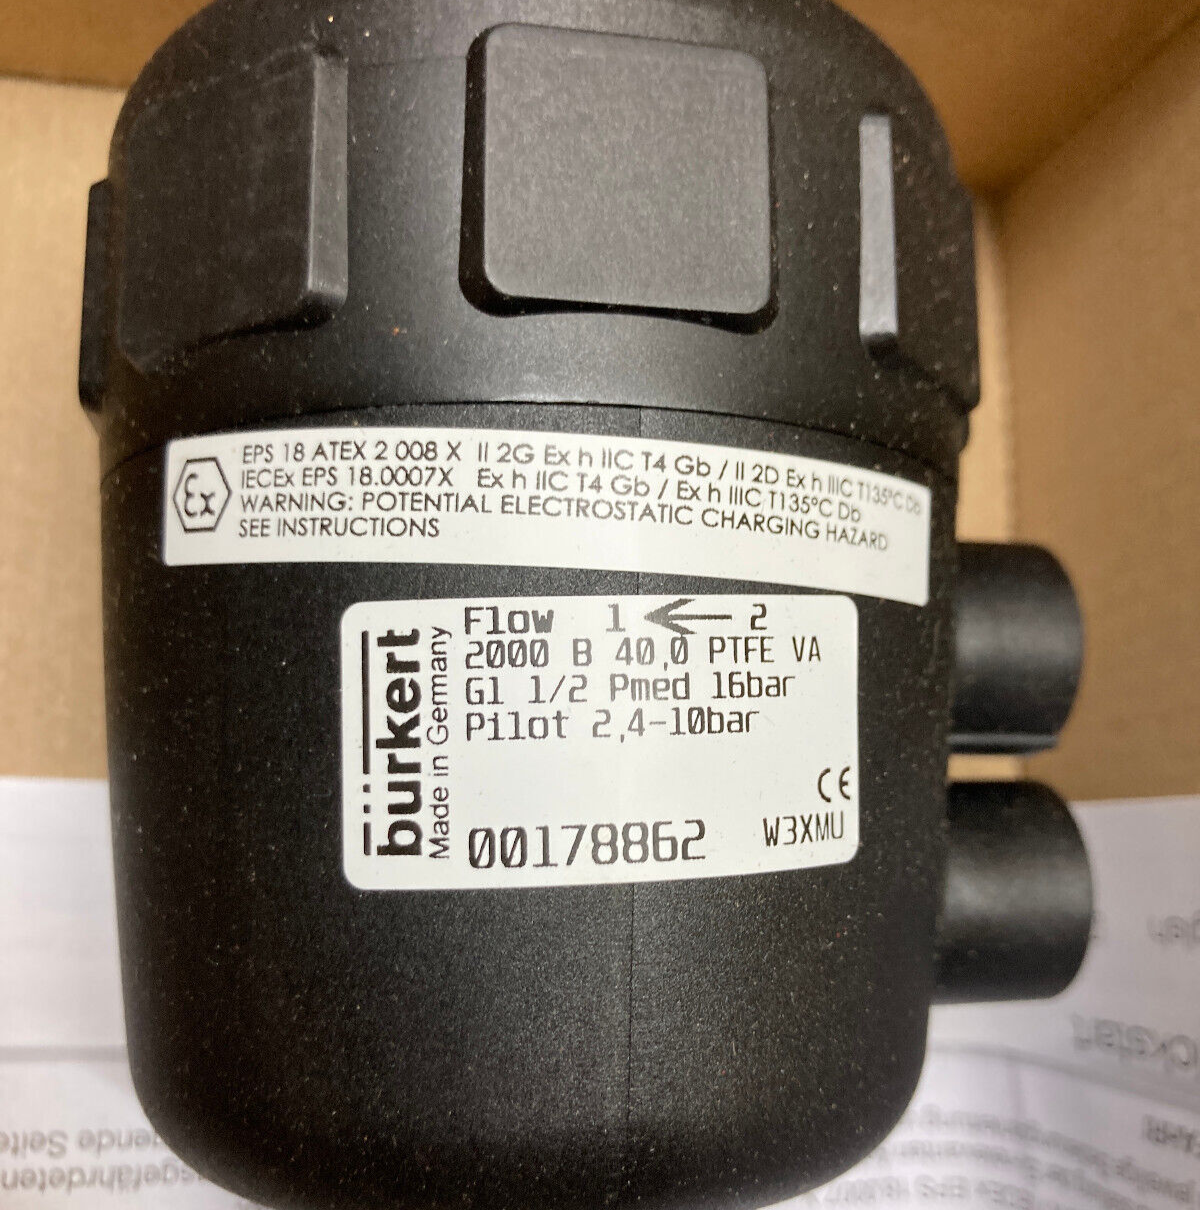 EPS 18 ATEX 2 008 X II 2G Ex h IIC T4 Gb / II 2D Ex h IIIC T135°C Db
Ex
IECEx EPS 18.0007X Ex h IIC T4 Gb / Ex h IIIC T135°C Db
WARNING: POTENTIAL ELECTROSTATIC CHARGING HAZARD
SEE INSTRUCTIONS
bürkert
Made in Germany
Flow 1 ← 2
2000 B 40,0 PTFE VA
G1 1/2 Pmed 16bar
Pilot 2,4-10bar
CE
00178862 W3XMU